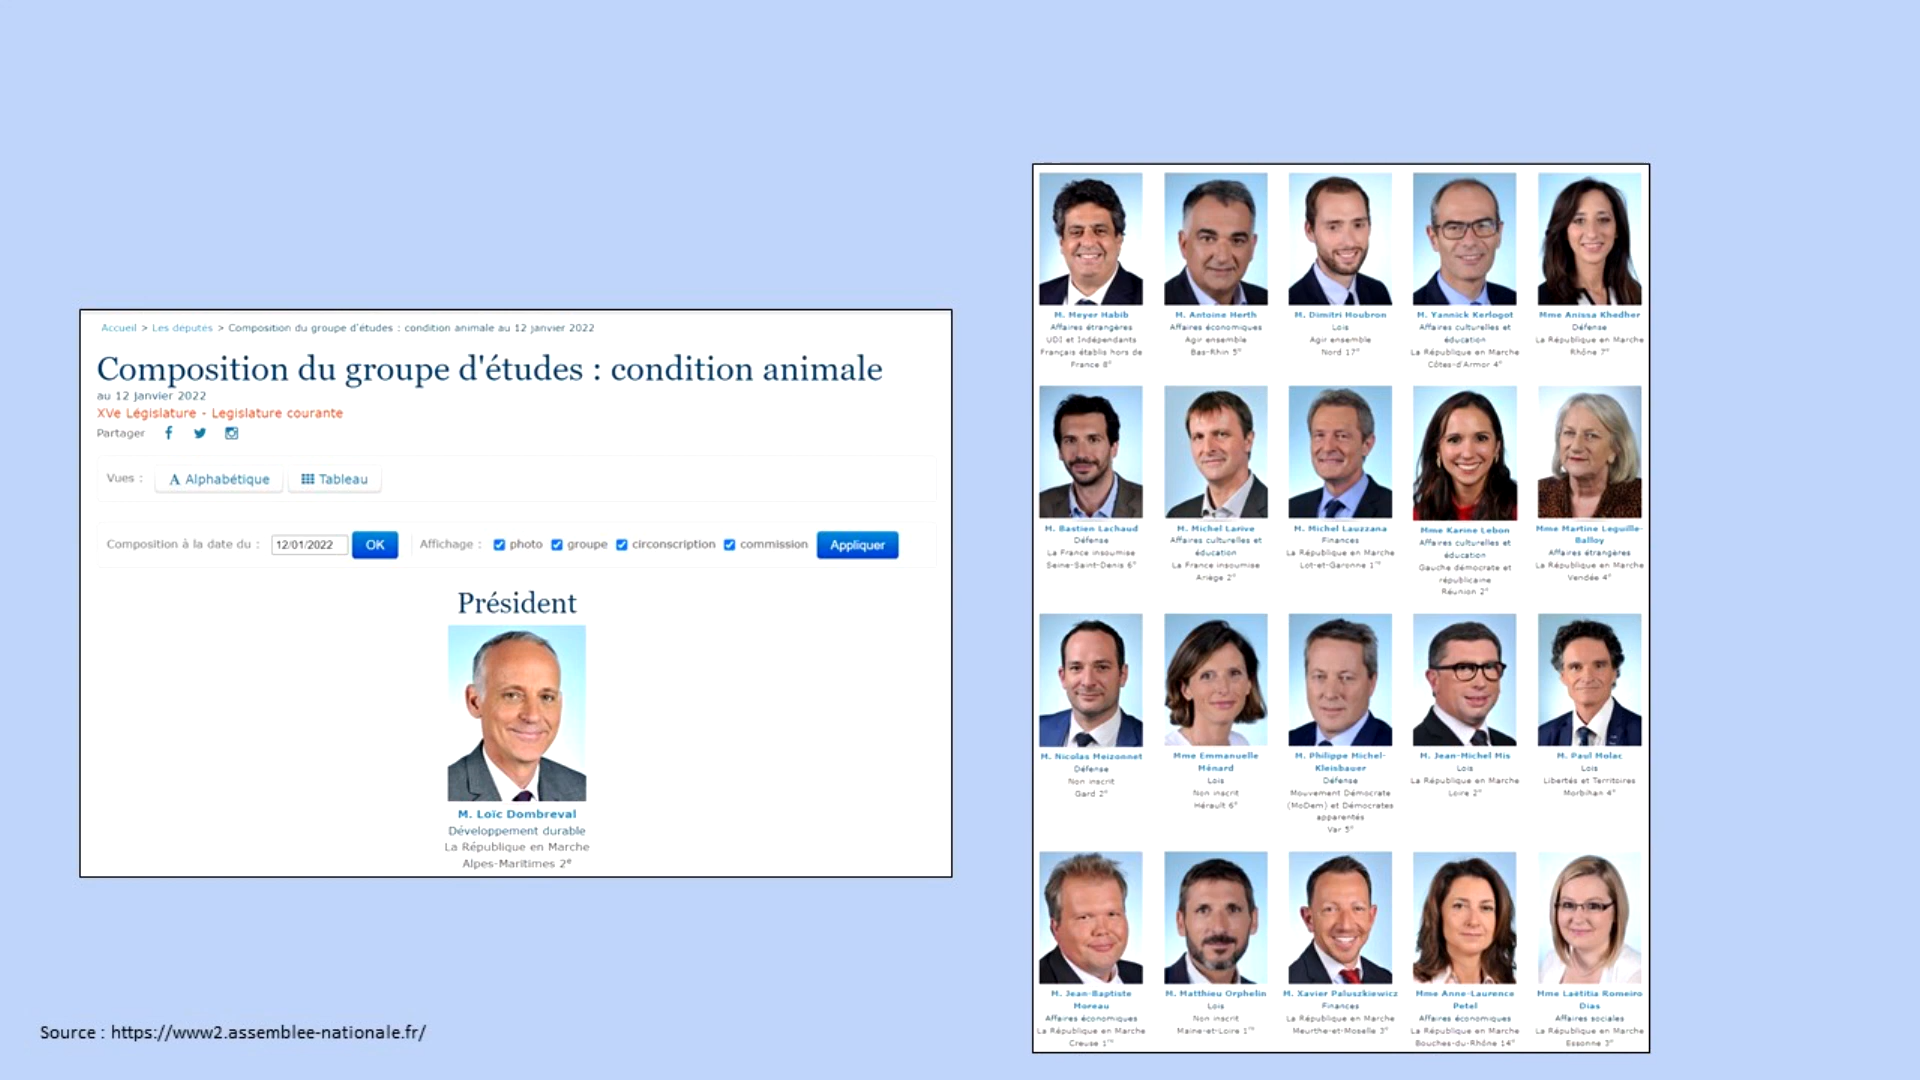 Accueil > Les députés > Composition du groupe d'études : condition animale au 12 janvier 2022
Composition du groupe d'études : condition animale
au 12 janvier 2022
XVe Législature - Legislature courante
Partager
Vues :
A Alphabétique
Tableau
Composition à la date du :
12/01/2022
OK
Affichage :
photo
groupe
circonscription
commission
Appliquer
Président
M. Loïc Dombreval
Développement durable
La République en Marche
Alpes-Maritimes 2e
Source : https://www2.assemblee-nationale.fr/
M. Meyer Habib
Affaires étrangères
UDI et Indépendants
Français établis hors de
France 8e
M. Antoine Herth
Affaires économiques
Agir ensemble
Bas-Rhin 5e
M. Dimitri Houbron
Lois
Agir ensemble
Nord 17e
M. Yannick Kerlogot
Affaires culturelles et
éducation
La République en Marche
Côtes-d'Armor 4e
Mme Anissa Khedher
Défense
La République en Marche
Rhône 7e
M. Bastien Lachaud
Défense
La France insoumise
Seine-Saint-Denis 6e
M. Michel Larive
Affaires culturelles et
éducation
La France insoumise
Ariège 2e
M. Michel Lauzzana
Finances
La République en Marche
Lot-et-Garonne 1re
Mme Karine Lebon
Affaires culturelles et
éducation
Gauche démocrate et
républicaine
Réunion 2e
Mme Martine Leguille-
Balloy
Affaires étrangères
La République en Marche
Vendée 4e
M. Nicolas Meizonnet
Défense
Non inscrit
Gard 2e
Mme Emmanuelle
Ménard
Lois
Non inscrit
Hérault 6e
M. Philippe Michel-
Kleisbauer
Défense
Mouvement Démocrate
(MoDem) et Démocrates
apparentés
Var 5e
M. Jean-Michel Mis
Lois
La République en Marche
Loire 2e
M. Paul Molac
Lois
Libertés et Territoires
Morbihan 4e
M. Jean-Baptiste
Moreau
Affaires économiques
La République en Marche
Creuse 1re
M. Matthieu Orphelin
Lois
Non inscrit
Maine-et-Loire 1re
M. Xavier Paluszkiewicz
Finances
La République en Marche
Meurthe-et-Moselle 3e
Mme Anne-Laurence
Petel
Affaires économiques
La République en Marche
Bouches-du-Rhône 14e
Mme Laëtitia Romeiro
Dias
Affaires sociales
La République en Marche
Essonne 3e